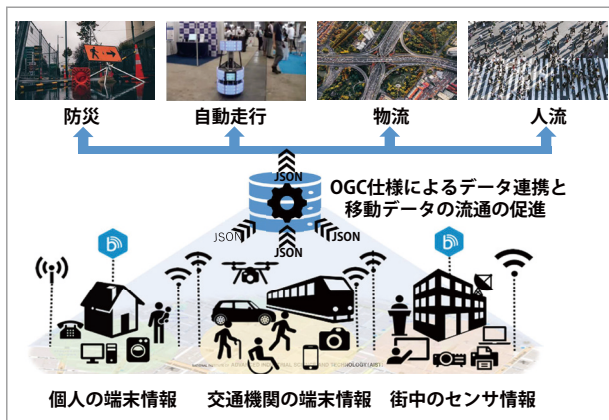 防災
自動走行
物流
人流
JSON
OGC仕様によるデータ連携と
移動データの流通の促進
JSON
JSON
JSON
個人の端末情報
交通機関の端末情報
街中のセンサ情報